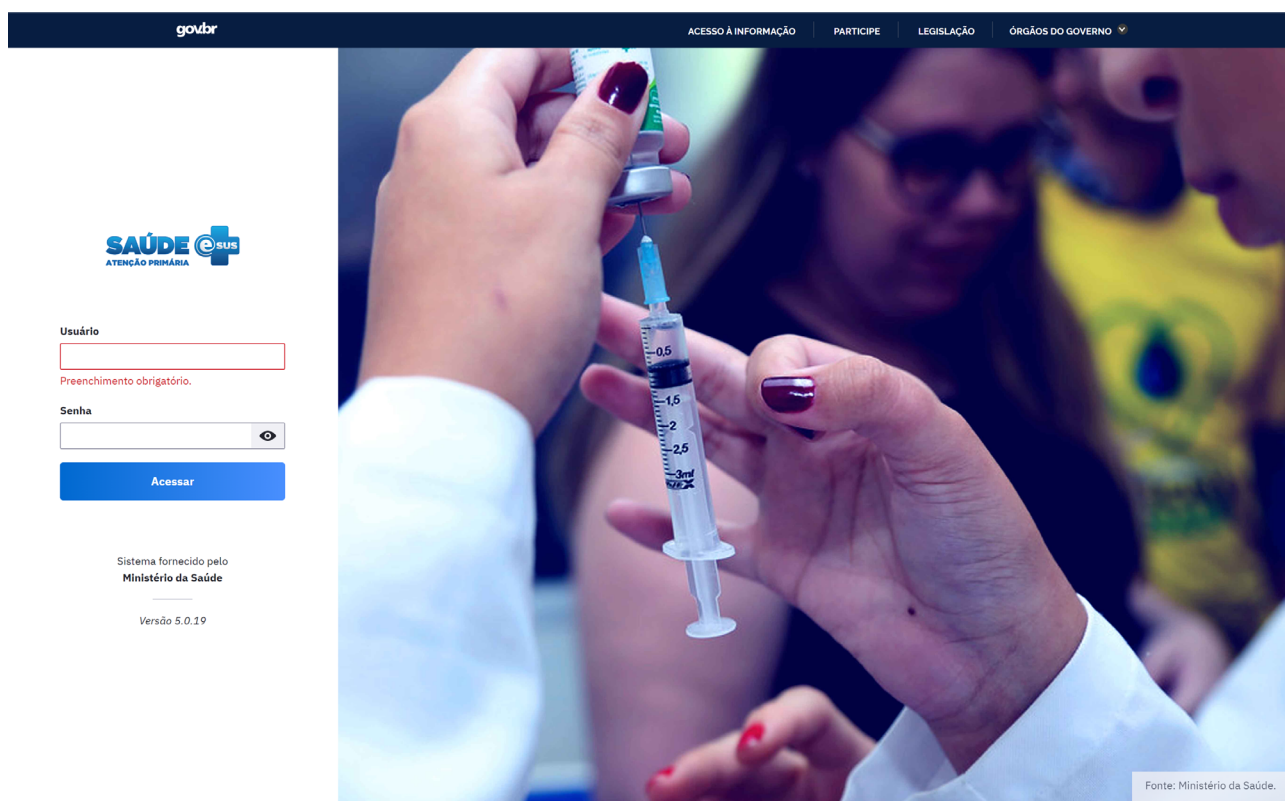 gov.br
ACESSO À INFORMAÇÃO
PARTICIPE
LEGISLAÇÃO
ÓRGÃOS DO GOVERNO
SAÚDE e SUS
ATENÇÃO PRIMÁRIA
Usuário
Preenchimento obrigatório.
Senha
Acessar
Sistema fornecido pelo
Ministério da Saúde
Versão 5.0.19
0,5
1,5
2
2,5
3ml
Fonte: Ministério da Saúde.